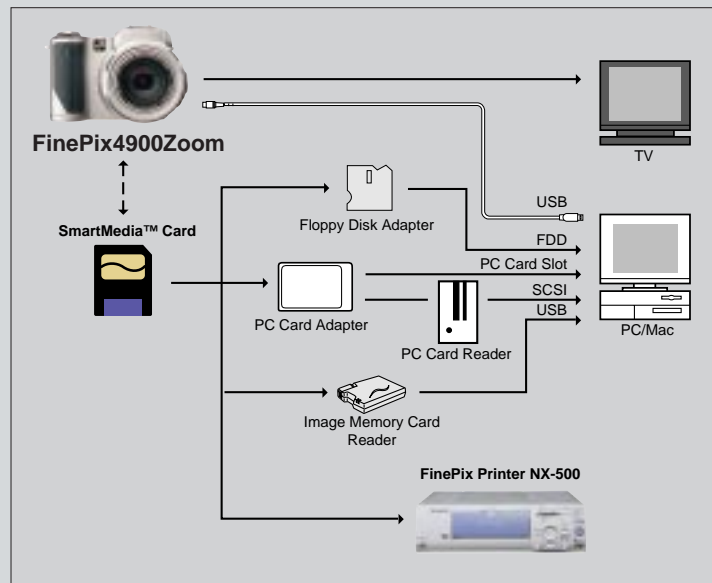 FinePix4900Zoom
TV
SmartMedia™ Card
Floppy Disk Adapter
USB
FDD
PC Card Slot
SCSI
USB
PC/Mac
PC Card Adapter
PC Card Reader
Image Memory Card
Reader
FinePix Printer NX-500